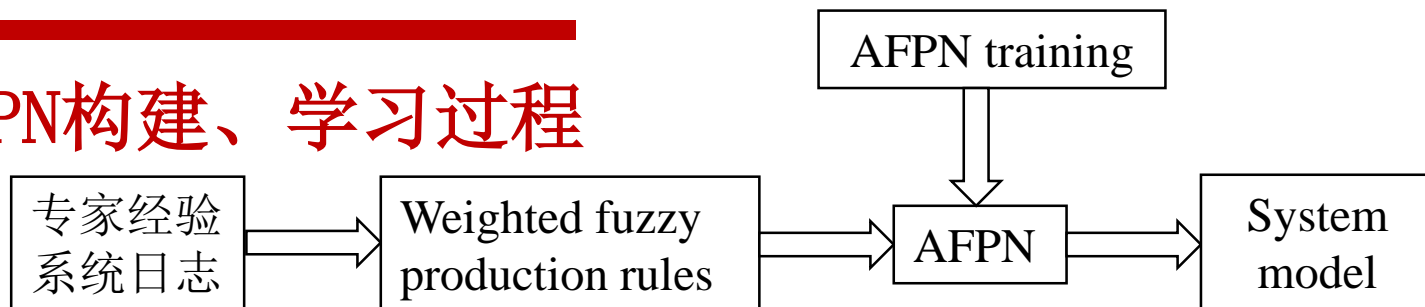 AFPN training
PN构建、学习过程
专家经验
系统日志
Weighted fuzzy
production rules
AFPN
System
model